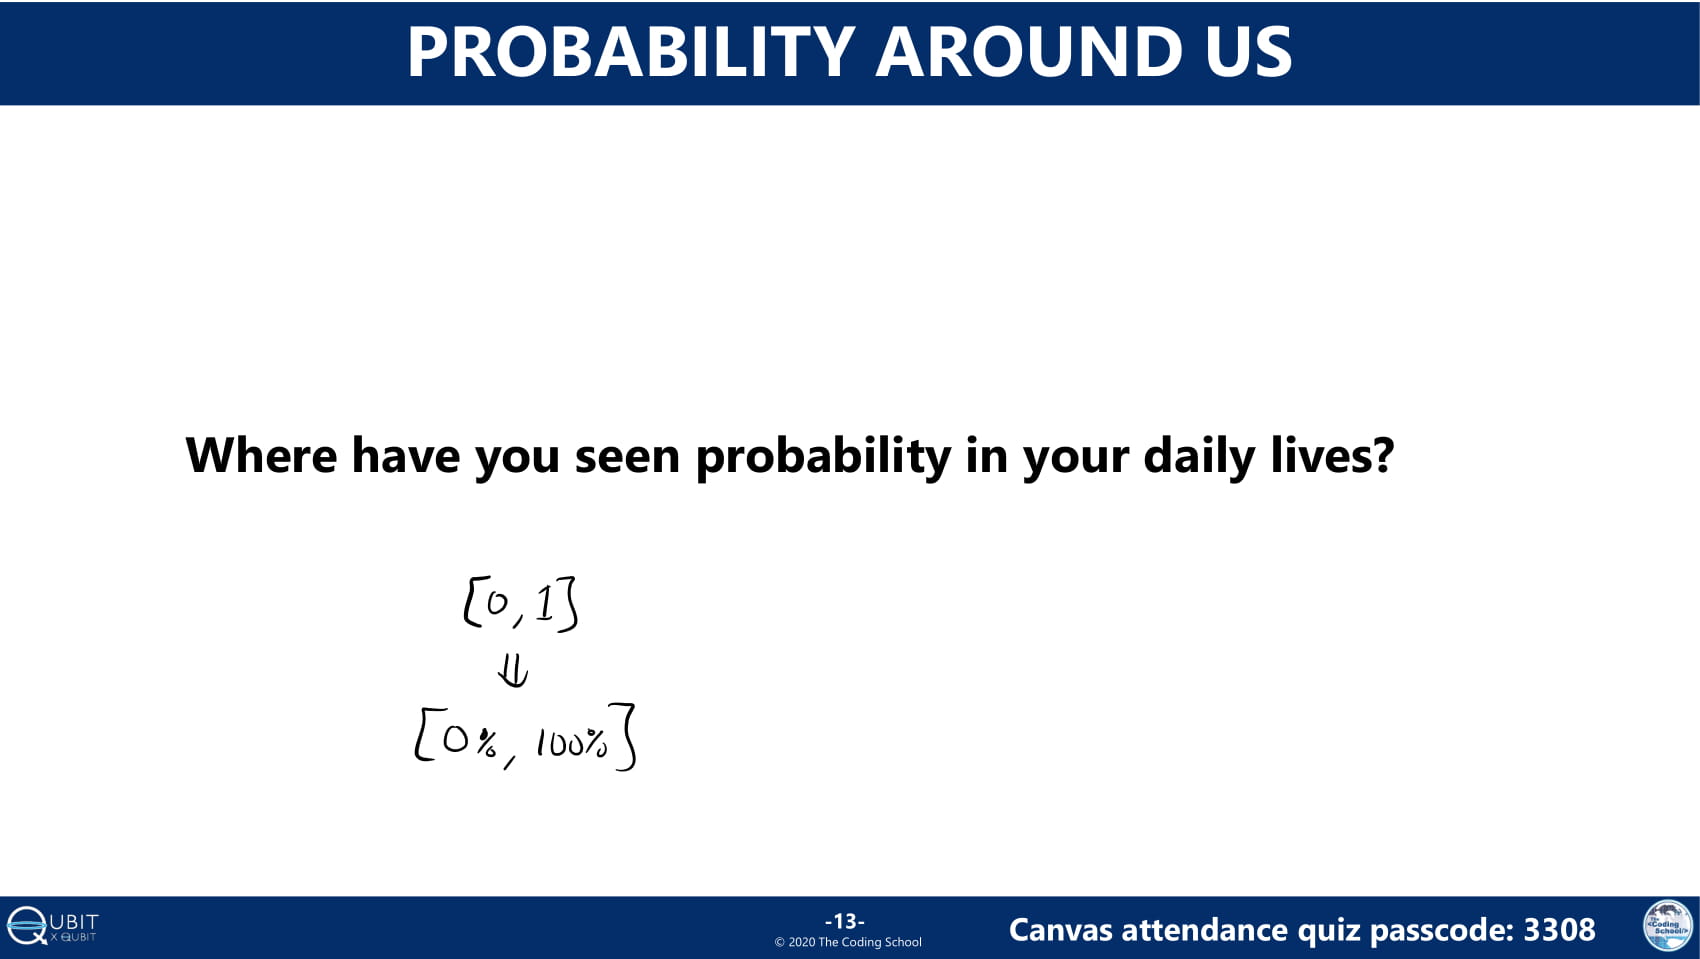 PROBABILITY AROUND US
Where have you seen probability in your daily lives?
[0, 1]
⇓
[0%, 100%]
QUBIT
X QUBIT
-13-
© 2020 The Coding School
Canvas attendance quiz passcode: 3308
The
<Coding
School/>